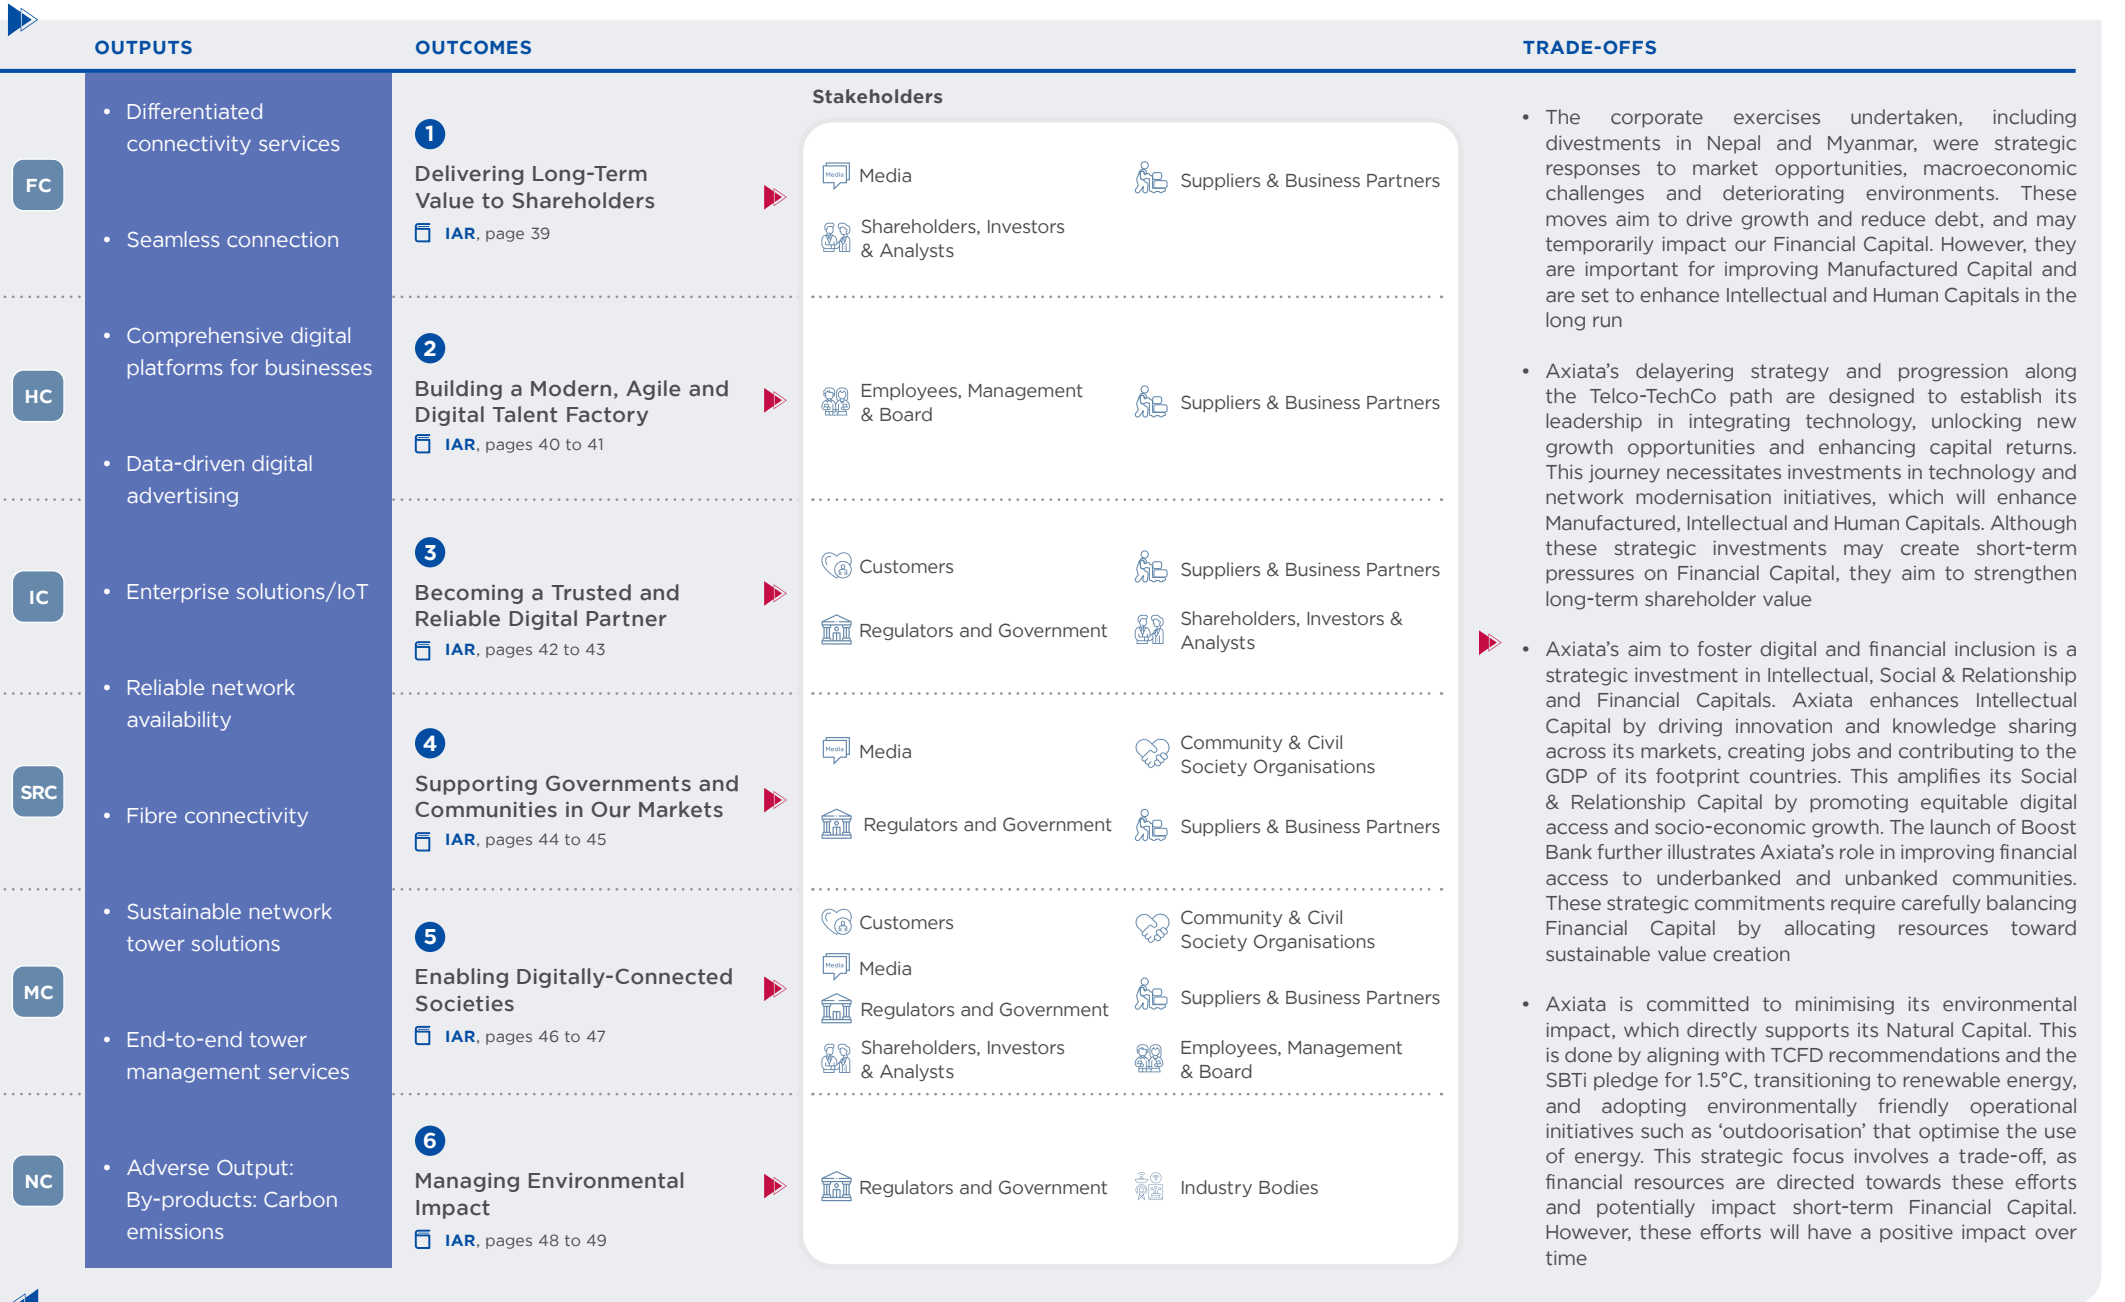 OUTPUTS
OUTCOMES
TRADE-OFFS
FC
HC
IC
SRC
MC
NC
• Differentiated
connectivity services
• Seamless connection
• Comprehensive digital
platforms for businesses
• Data-driven digital
advertising
• Enterprise solutions/IoT
• Reliable network
availability
• Fibre connectivity
• Sustainable network
tower solutions
• End-to-end tower
management services
• Adverse Output:
By-products: Carbon
emissions
1
Delivering Long-Term
Value to Shareholders
IAR, page 39
2
Building a Modern, Agile and
Digital Talent Factory
IAR, pages 40 to 41
3
Becoming a Trusted and
Reliable Digital Partner
IAR, pages 42 to 43
4
Supporting Governments and
Communities in Our Markets
IAR, pages 44 to 45
5
Enabling Digitally-Connected
Societies
IAR, pages 46 to 47
6
Managing Environmental
Impact
IAR, pages 48 to 49
Stakeholders
Media
Media
Suppliers & Business Partners
Shareholders, Investors
& Analysts
Employees, Management
& Board
Suppliers & Business Partners
Customers
Suppliers & Business Partners
Regulators and Government
Shareholders, Investors &
Analysts
Media
Media
Community & Civil
Society Organisations
Regulators and Government
Suppliers & Business Partners
Customers
Community & Civil
Society Organisations
Media
Media
Regulators and Government
Suppliers & Business Partners
Shareholders, Investors
& Analysts
Employees, Management
& Board
Regulators and Government
Industry Bodies
• The corporate exercises undertaken, including
divestments in Nepal and Myanmar, were strategic
responses to market opportunities, macroeconomic
challenges and deteriorating environments. These
moves aim to drive growth and reduce debt, and may
temporarily impact our Financial Capital. However, they
are important for improving Manufactured Capital and
are set to enhance Intellectual and Human Capitals in the
long run
• Axiata's delayering strategy and progression along
the Telco-TechCo path are designed to establish its
leadership in integrating technology, unlocking new
growth opportunities and enhancing capital returns.
This journey necessitates investments in technology and
network modernisation initiatives, which will enhance
Manufactured, Intellectual and Human Capitals. Although
these strategic investments may create short-term
pressures on Financial Capital, they aim to strengthen
long-term shareholder value
• Axiata's aim to foster digital and financial inclusion is a
strategic investment in Intellectual, Social & Relationship
and Financial Capitals. Axiata enhances Intellectual
Capital by driving innovation and knowledge sharing
across its markets, creating jobs and contributing to the
GDP of its footprint countries. This amplifies its Social
& Relationship Capital by promoting equitable digital
access and socio-economic growth. The launch of Boost
Bank further illustrates Axiata's role in improving financial
access to underbanked and unbanked communities.
These strategic commitments require carefully balancing
Financial Capital by allocating resources toward
sustainable value creation
• Axiata is committed to minimising its environmental
impact, which directly supports its Natural Capital. This
is done by aligning with TCFD recommendations and the
SBTi pledge for 1.5°C, transitioning to renewable energy,
and adopting environmentally friendly operational
initiatives such as 'outdoorisation' that optimise the use
of energy. This strategic focus involves a trade-off, as
financial resources are directed towards these efforts
and potentially impact short-term Financial Capital.
However, these efforts will have a positive impact over
time